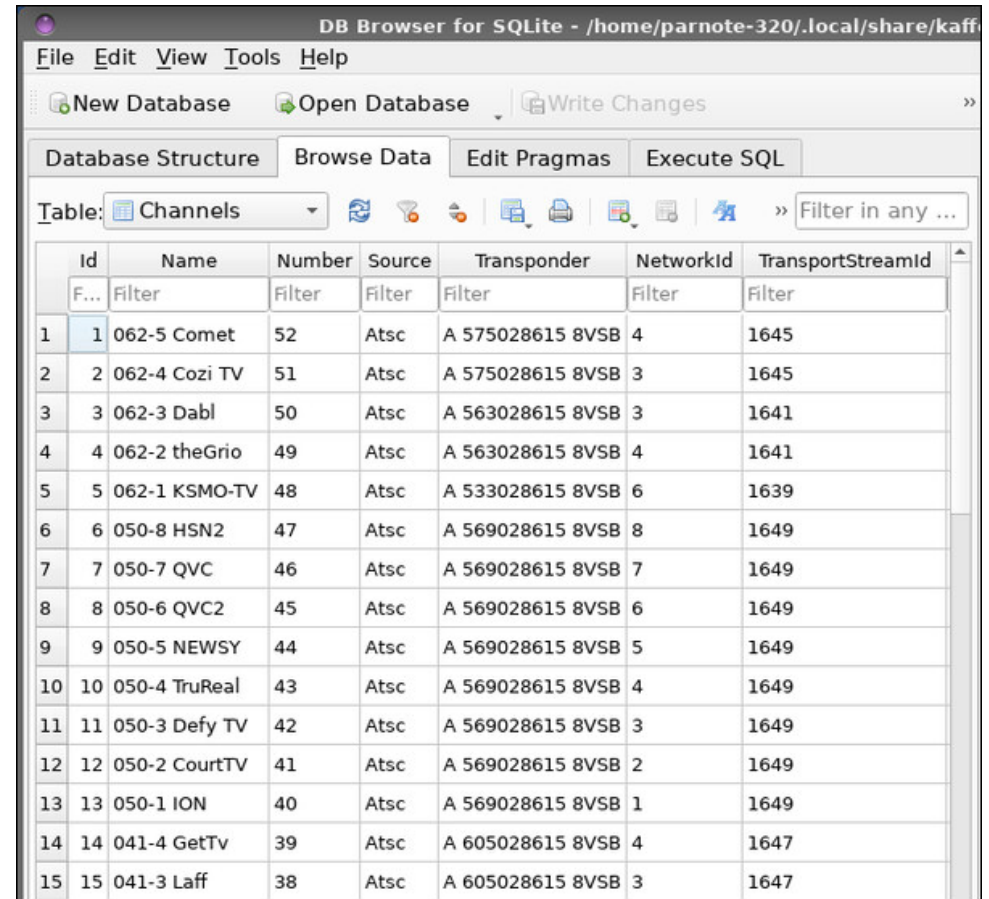 DB Browser for SQLite - /home/parnote-320/.local/share/kaff
File Edit View Tools Help
New Database Open Database Write Changes »
Database Structure Browse Data Edit Pragmas Execute SQL
Table: Channels » Filter in any ...
Id Name Number Source Transponder NetworkId TransportStreamId
F... Filter Filter Filter Filter Filter Filter
1 1 062-5 Comet 52 Atsc A 575028615 8VSB 4 1645
2 2 062-4 Cozi TV 51 Atsc A 575028615 8VSB 3 1645
3 3 062-3 Dabl 50 Atsc A 563028615 8VSB 3 1641
4 4 062-2 theGrio 49 Atsc A 563028615 8VSB 4 1641
5 5 062-1 KSMO-TV 48 Atsc A 533028615 8VSB 6 1639
6 6 050-8 HSN2 47 Atsc A 569028615 8VSB 8 1649
7 7 050-7 QVC 46 Atsc A 569028615 8VSB 7 1649
8 8 050-6 QVC2 45 Atsc A 569028615 8VSB 6 1649
9 9 050-5 NEWSY 44 Atsc A 569028615 8VSB 5 1649
10 10 050-4 TruReal 43 Atsc A 569028615 8VSB 4 1649
11 11 050-3 Defy TV 42 Atsc A 569028615 8VSB 3 1649
12 12 050-2 CourtTV 41 Atsc A 569028615 8VSB 2 1649
13 13 050-1 ION 40 Atsc A 569028615 8VSB 1 1649
14 14 041-4 GetTv 39 Atsc A 605028615 8VSB 4 1647
15 15 041-3 Laff 38 Atsc A 605028615 8VSB 3 1647